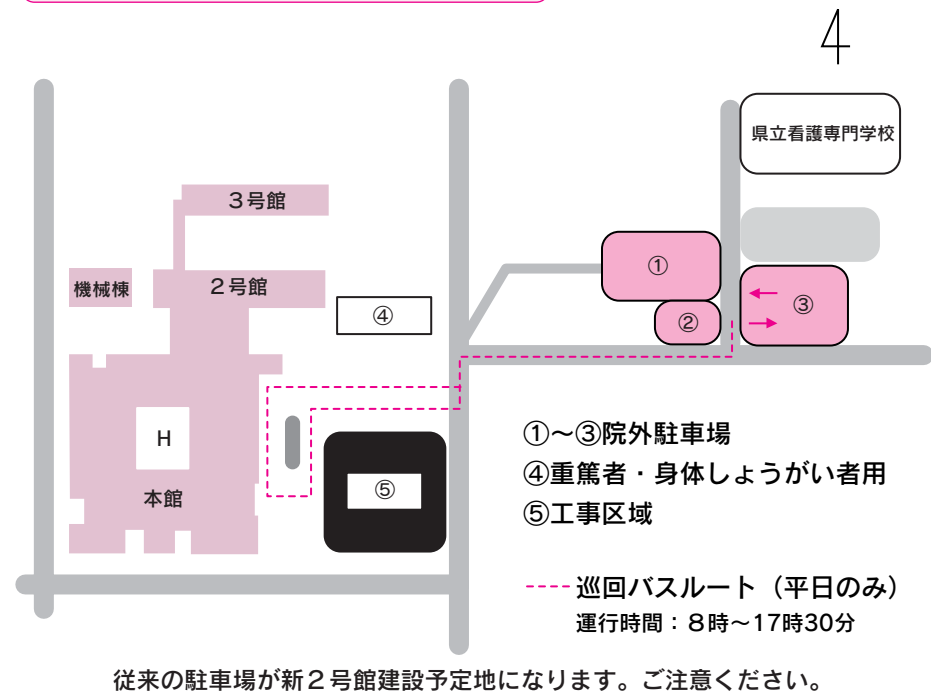 県立看護専門学校
３号館
機械棟
２号館
①
②
③
④
H
本館
⑤
①～③院外駐車場
④重篤者・身体しょうがい者用
⑤工事区域
巡回バスルート（平日のみ）
運行時間：８時～17時30分
従来の駐車場が新２号館建設予定地になります。ご注意ください。